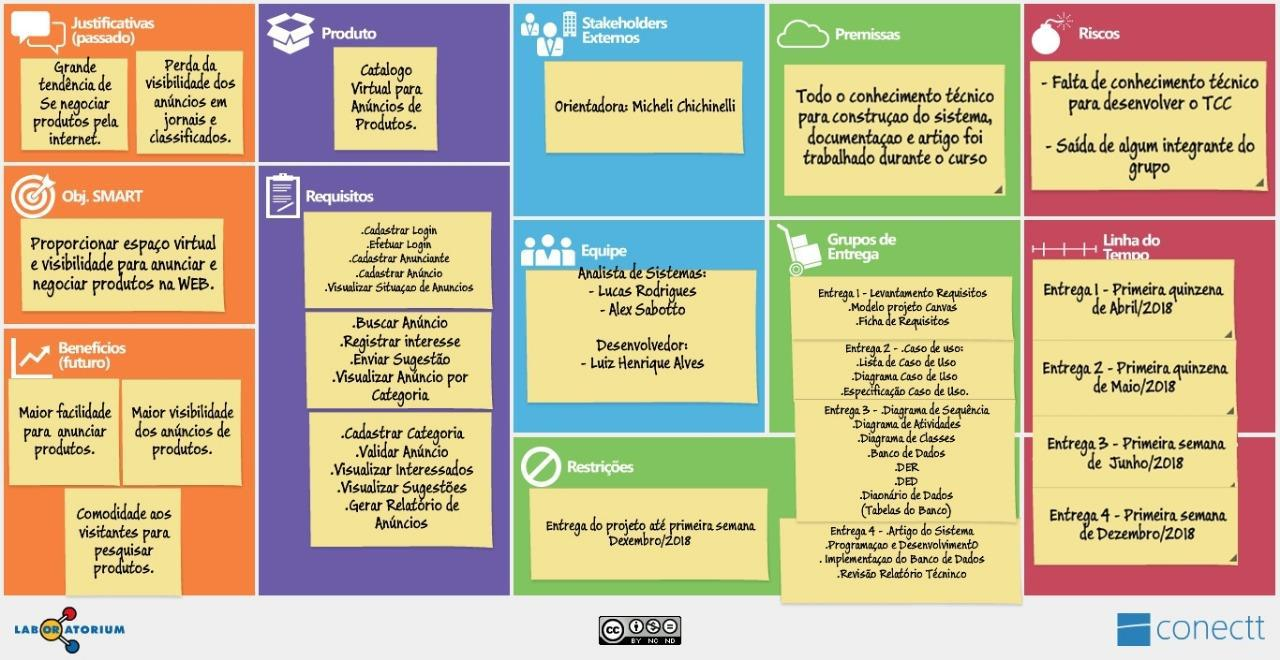 Justificativas
(passado)
Grande
tendência de
Se negociar
produtos pela
internet.
Perda da
visibilidade dos
anúncios em
jornais e
classificados.
Obj. SMART
Proporcionar espaço virtual
e visibilidade para anunciar e
negociar produtos na WEB.
Benefícios
(futuro)
Maior facilidade
para anunciar
produtos.
Maior visibilidade
dos anúncios de
produtos.
Comodidade aos
visitantes para
pesquisar
produtos.
Produto
Catalogo
Virtual para
Anúncios de
Produtos.
Requisitos
.Cadastrar Login
.Efetuar Login
.Cadastrar Anunciante
.Cadastrar Anúncio
.Visualizar Situaçao de Anuncios
.Buscar Anúncio
.Registrar interesse
.Enviar Sugestão
.Visualizar Anúncio por
Categoria
.Cadastrar Categoria
.Validar Anúncio
.Visualizar Interessados
.Visualizar Sugestões
.Gerar Relatório de
Anúncios
Stakeholders
Externos
Orientadora: Micheli Chichinelli
Equipe
Analista de Sistemas:
- Lucas Rodrigues
- Alex Sabotto
Desenvolvedor:
- Luiz Henrique Alves
Restrições
Entrega do projeto até primeira semana
Dexembro/2018
Premissas
Todo o conhecimento técnico
para construçao do sistema,
documentaçao e artigo foi
trabalhado durante o curso
Grupos de
Entrega
Entrega 1 - Levantamento Requisitos
.Modelo projeto Canvas
.Ficha de Requisitos
Entrega 2 - .Caso de uso:
.Lista de Caso de Uso
.Diagrama Caso de Uso
.Especificação Caso de Uso.
Entrega 3 - .Diagrama de Sequência
.Diagrama de Atividades
.Diagrama de Classes
.Banco de Dados
.DER
.DED
.Diaonário de Dados
(Tabelas do Banco)
Entrega 4 - .Artigo do Sistema
.Programaçao e Desenvolvimento
. Implementaçao do Banco de Dados
.Revisão Relatório Téoninco
Riscos
- Falta de conhecimento técnico
para desenvolver o TCC
- Saída de algum integrante do
grupo
Linha do
Tempo
Entrega 1 - Primeira quinzena
de Abril/2018
Entrega 2 - Primeira quinzena
de Maio/2018
Entrega 3 - Primeira semana
de Junho/2018
Entrega 4 - Primeira semana
de Dezembro/2018
LABORATORIUM
cc
BY NC ND
conectt